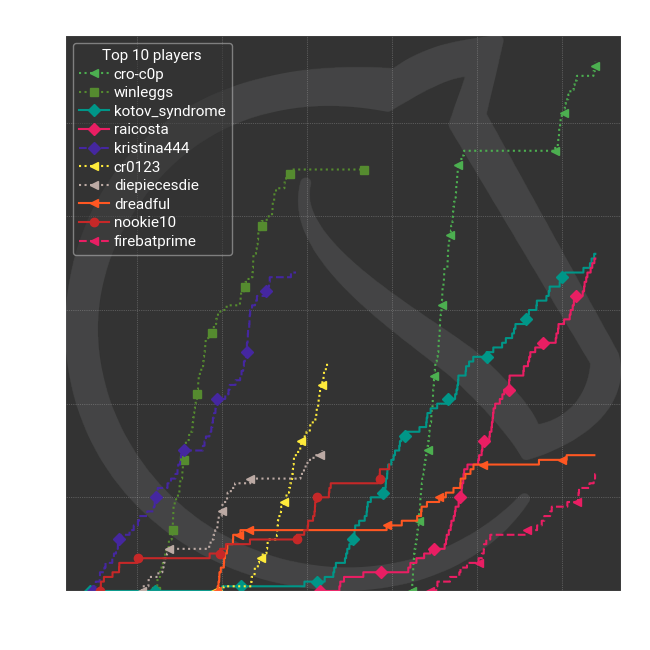 Top 10 players
cro-c0p
winleggs
kotov_syndrome
raicosta
kristina444
cr0123
diepiecesdie
dreadful
nookie10
firebatprime